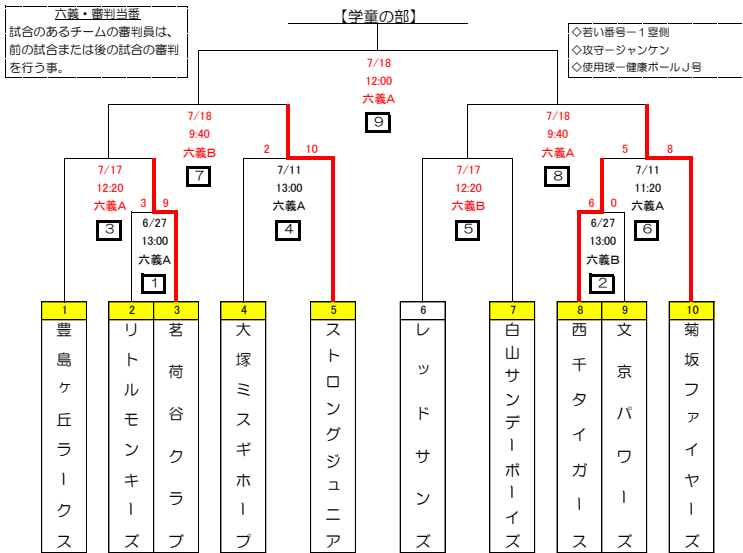 六義・審判当番
試合のあるチームの審判員は、
前の試合または後の試合の審判
を行う事。
【学童の部】
◇若い番号－１塁側
◇攻守－ジャンケン
◇使用球－健康ボールＪ号
7/18
12:00
六義A
9
7/18
9:40
六義B
7
7/18
9:40
六義A
8
2 10
5 8
7/17
12:20
六義A
3
3 9
7/11
13:00
六義A
4
7/17
12:20
六義B
5
6 0
7/11
11:20
六義A
6
6/27
13:00
六義A
1
6/27
13:00
六義B
2
1
豊島ヶ丘ラークス
2
リトルモンキーズ
3
茗荷谷クラブ
4
大塚ミスギホープ
5
ストロングジュニア
6
レッドサンズ
7
白山サンデーボーイズ
8
西千タイガース
9
文京パワーズ
10
菊坂ファイヤーズ